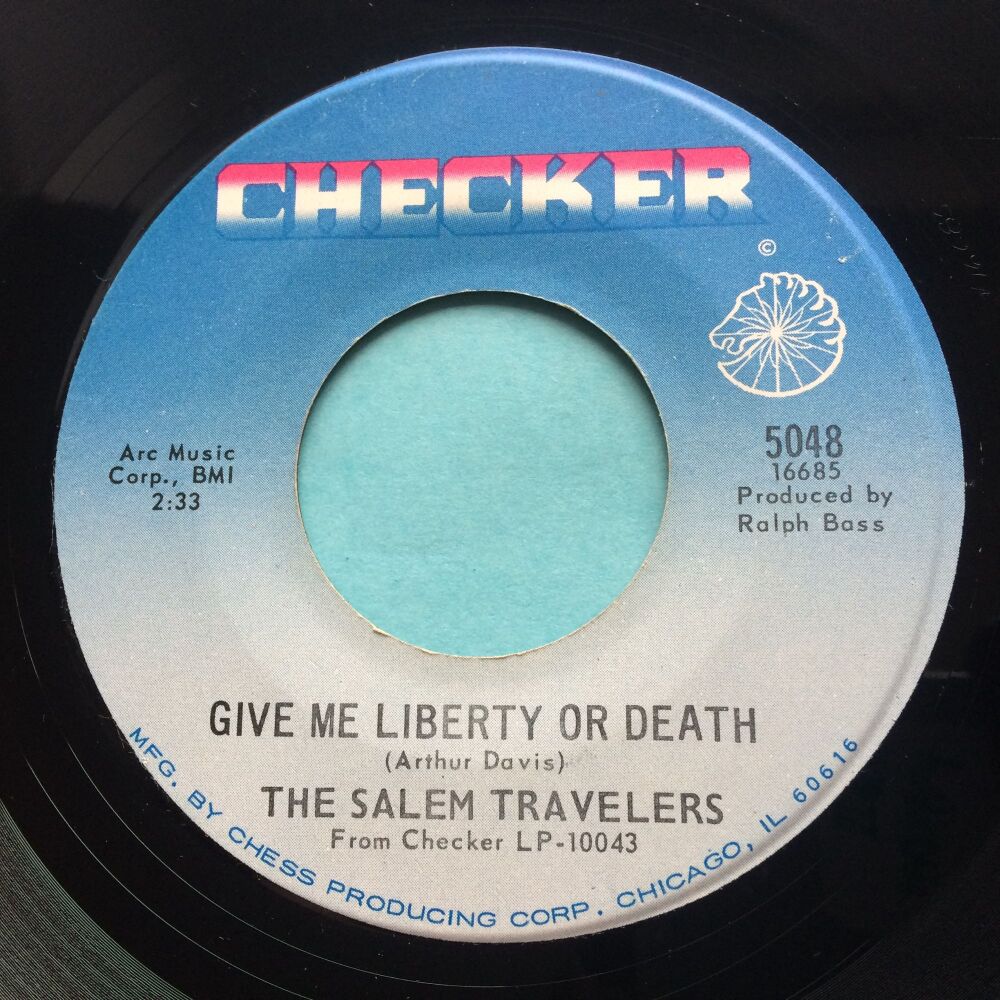 CHECKER
©
Arc Music
Corp., BMI
2:33
5048
16685
Produced by
Ralph Bass
GIVE ME LIBERTY OR DEATH
(Arthur Davis)
THE SALEM TRAVELERS
From Checker LP-10043
MFG. BY CHESS PRODUCING CORP. CHICAGO, IL 60616